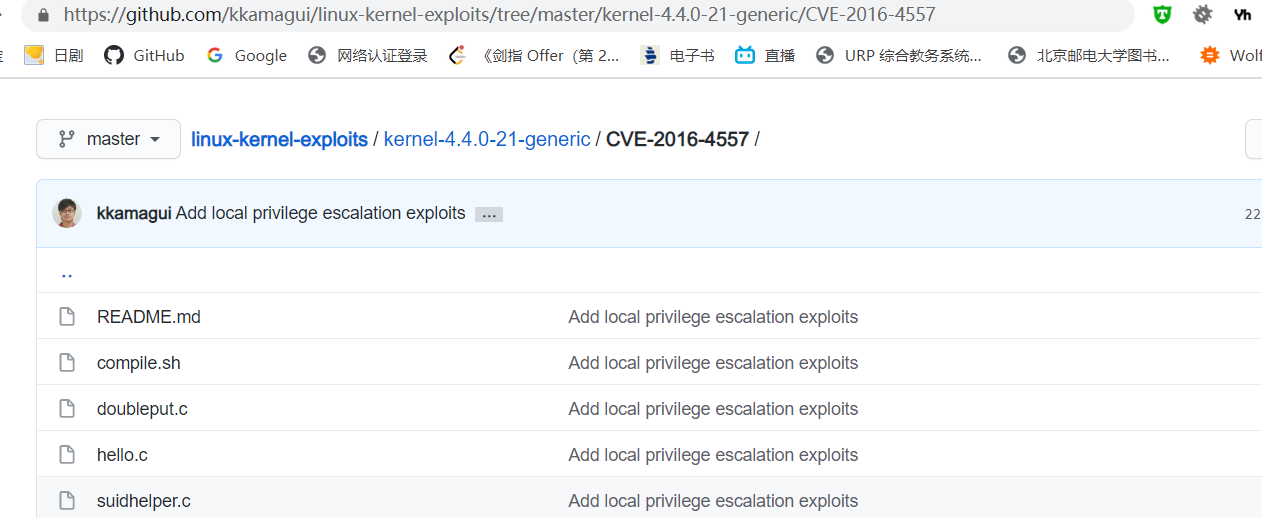 https://github.com/kkamagui/linux-kernel-exploits/tree/master/kernel-4.4.0-21-generic/CVE-2016-4557
日剧 GitHub Google 网络认证登录 《剑指 Offer（第 2... 电子书 直播 URP 综合教务系统... 北京邮电大学图书... Wolf
master linux-kernel-exploits / kernel-4.4.0-21-generic / CVE-2016-4557 /
kkamagui Add local privilege escalation exploits ... 22
..
README.md Add local privilege escalation exploits
compile.sh Add local privilege escalation exploits
doubleput.c Add local privilege escalation exploits
hello.c Add local privilege escalation exploits
suidhelper.c Add local privilege escalation exploits